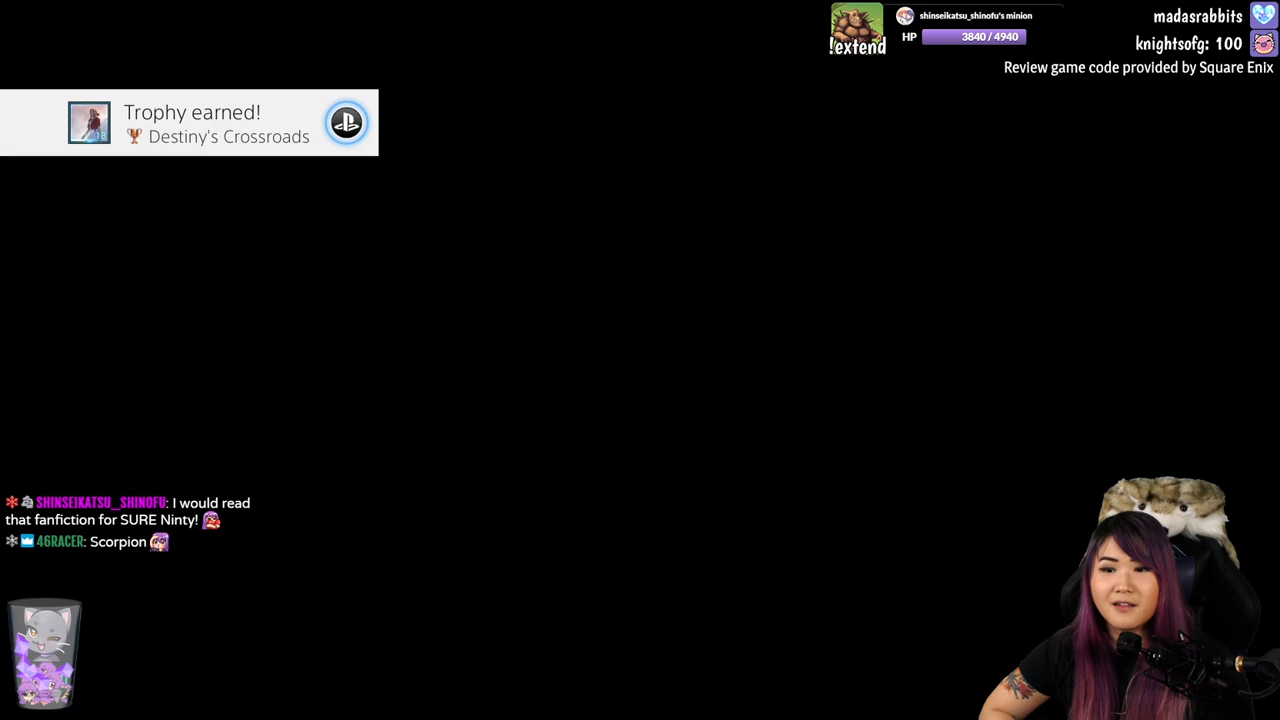 !extend
shinseikatsu_shinofu's minion
HP 3840 / 4940
madasrabbits
knightsofg: 100
Review game code provided by Square Enix
Trophy earned!
Destiny's Crossroads
18
SHINSEIKATSU_SHINOFU: I would read
that fanfiction for SURE Ninty!
46RACER: Scorpion